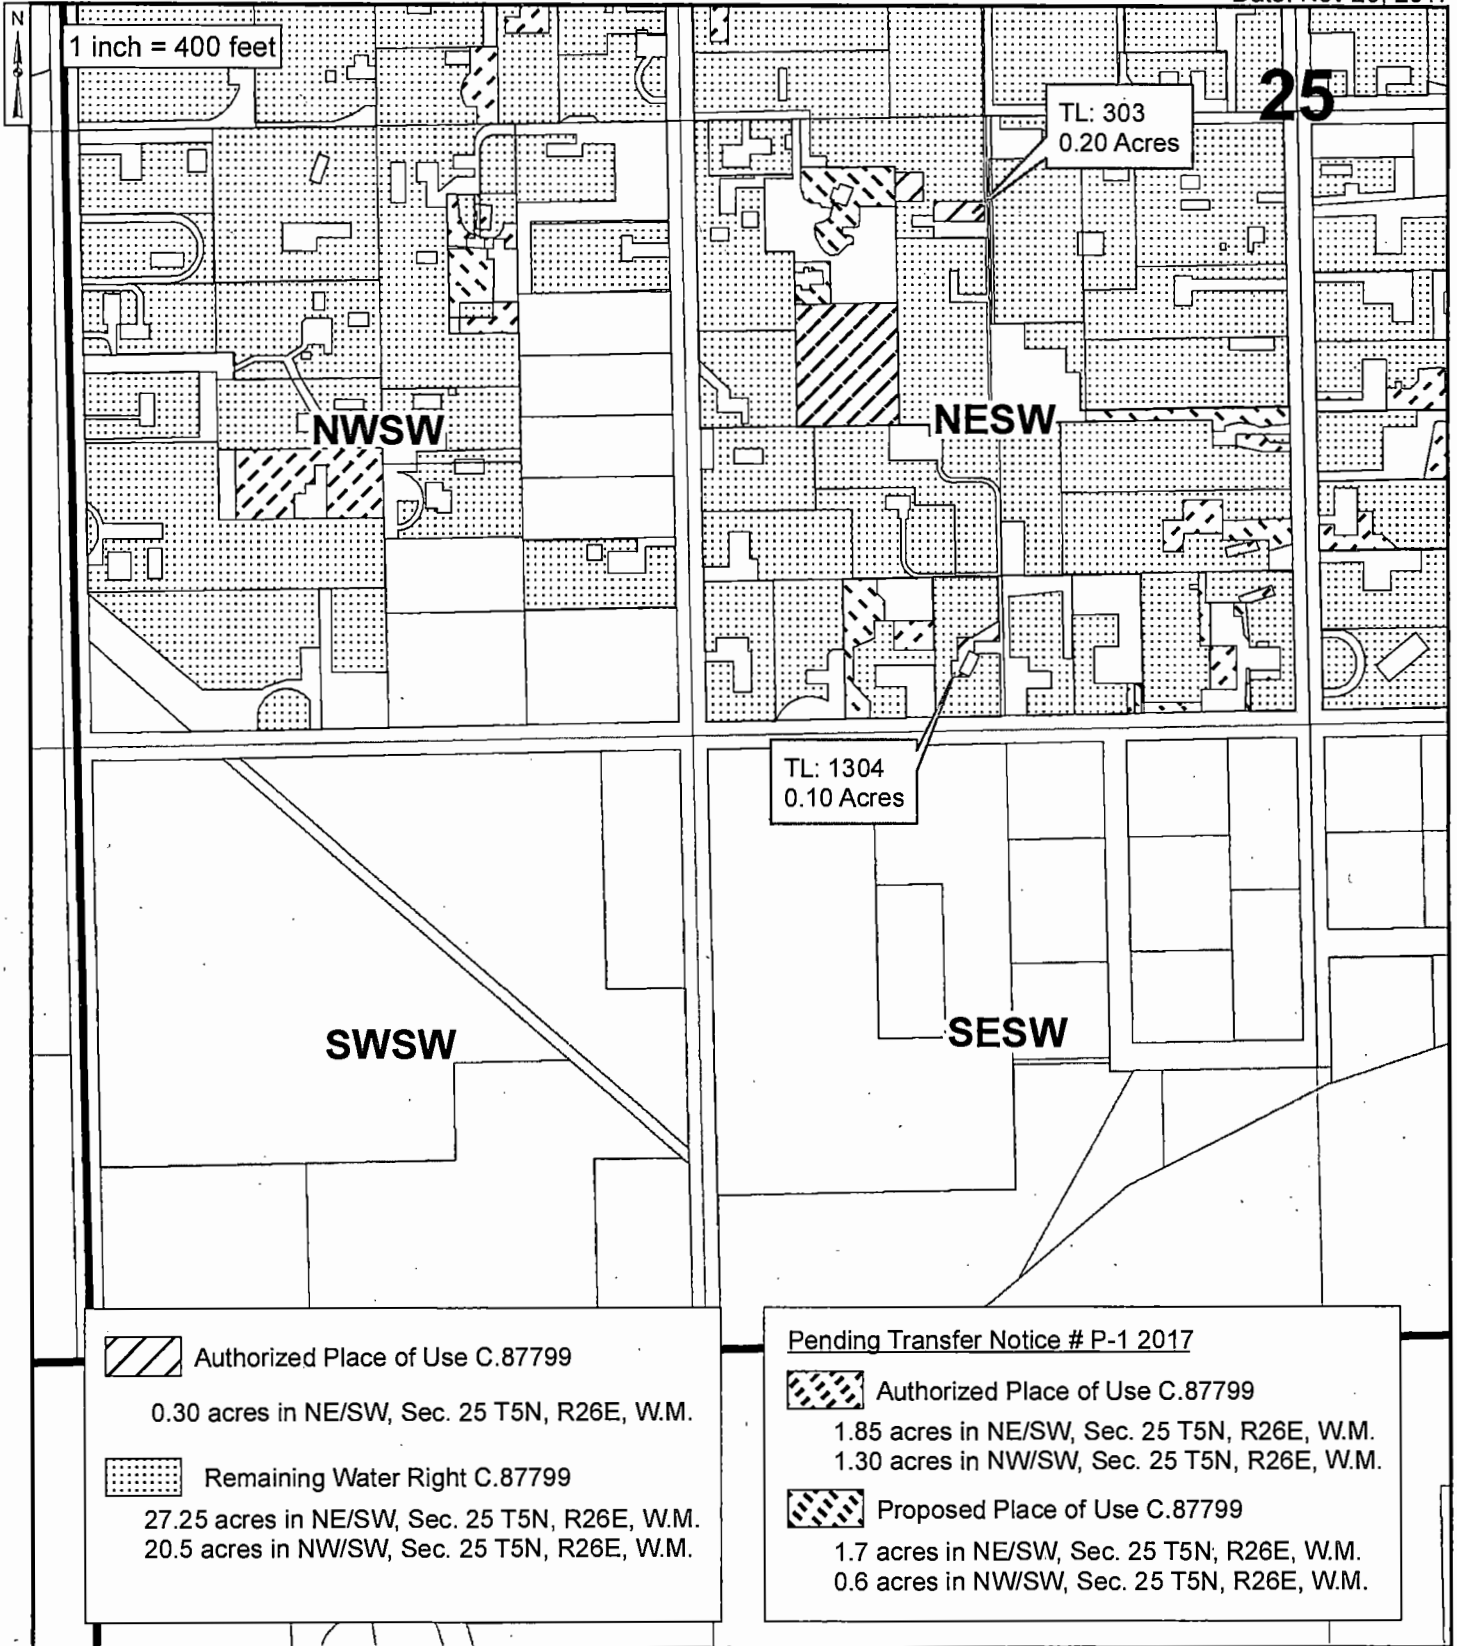 N
1 inch = 400 feet
25
TL: 303
0.20 Acres
NWSW
NESW
TL: 1304
0.10 Acres
SWSW
SESW
Authorized Place of Use C.87799
0.30 acres in NE/SW, Sec. 25 T5N, R26E, W.M.
Remaining Water Right C.87799
27.25 acres in NE/SW, Sec. 25 T5N, R26E, W.M.
20.5 acres in NW/SW, Sec. 25 T5N, R26E, W.M.
Pending Transfer Notice # P-1 2017
Authorized Place of Use C.87799
1.85 acres in NE/SW, Sec. 25 T5N, R26E, W.M.
1.30 acres in NW/SW, Sec. 25 T5N, R26E, W.M.
Proposed Place of Use C.87799
1.7 acres in NE/SW, Sec. 25 T5N, R26E, W.M.
0.6 acres in NW/SW, Sec. 25 T5N, R26E, W.M.